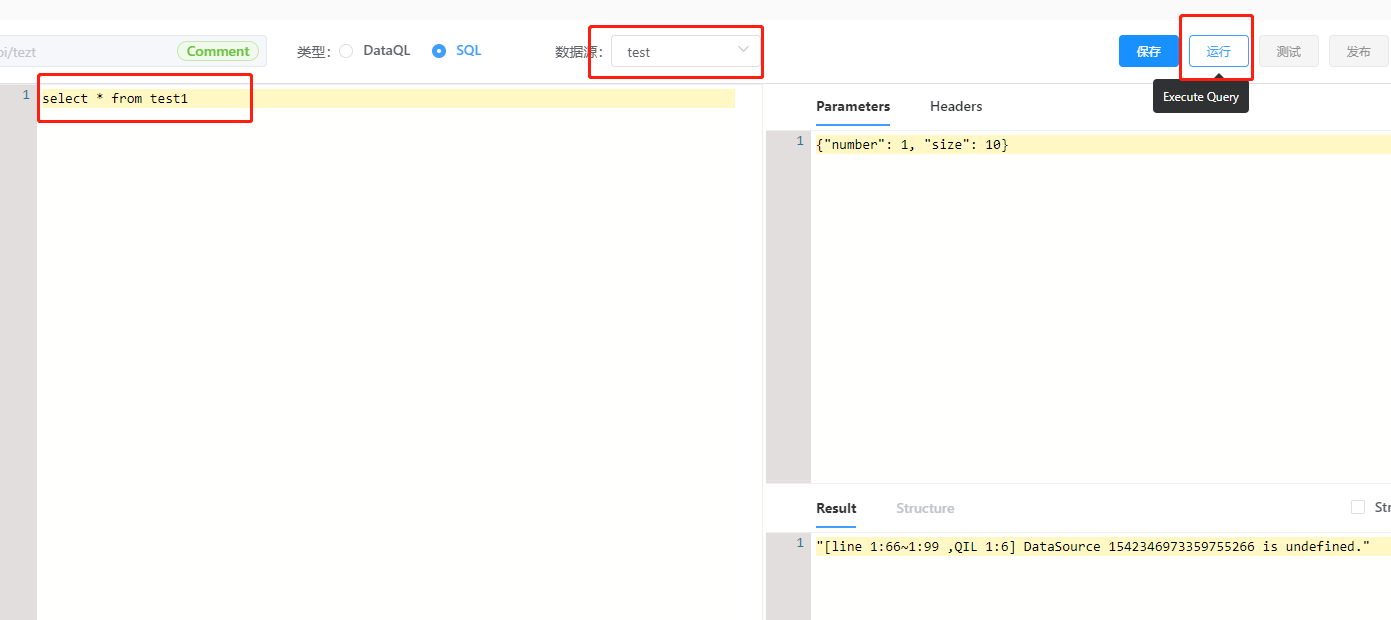 pi/tezt Comment 类型: DataQL SQL 数据源: test 保存 运行 测试 发布
Execute Query
1 select * from test1
Parameters Headers
1 {"number": 1, "size": 10}
Result Structure Str
1 "[line 1:66~1:99 ,QIL 1:6] DataSource 1542346973359755266 is undefined."